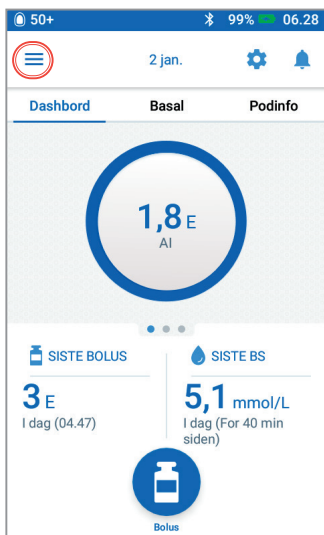 50+ 99% 06.28
2 jan.
Dashbord Basal Podinfo
1,8 E
AI
SISTE BOLUS
3 E
I dag (04.47)
SISTE BS
5,1 mmol/L
I dag (For 40 min
siden)
Bolus